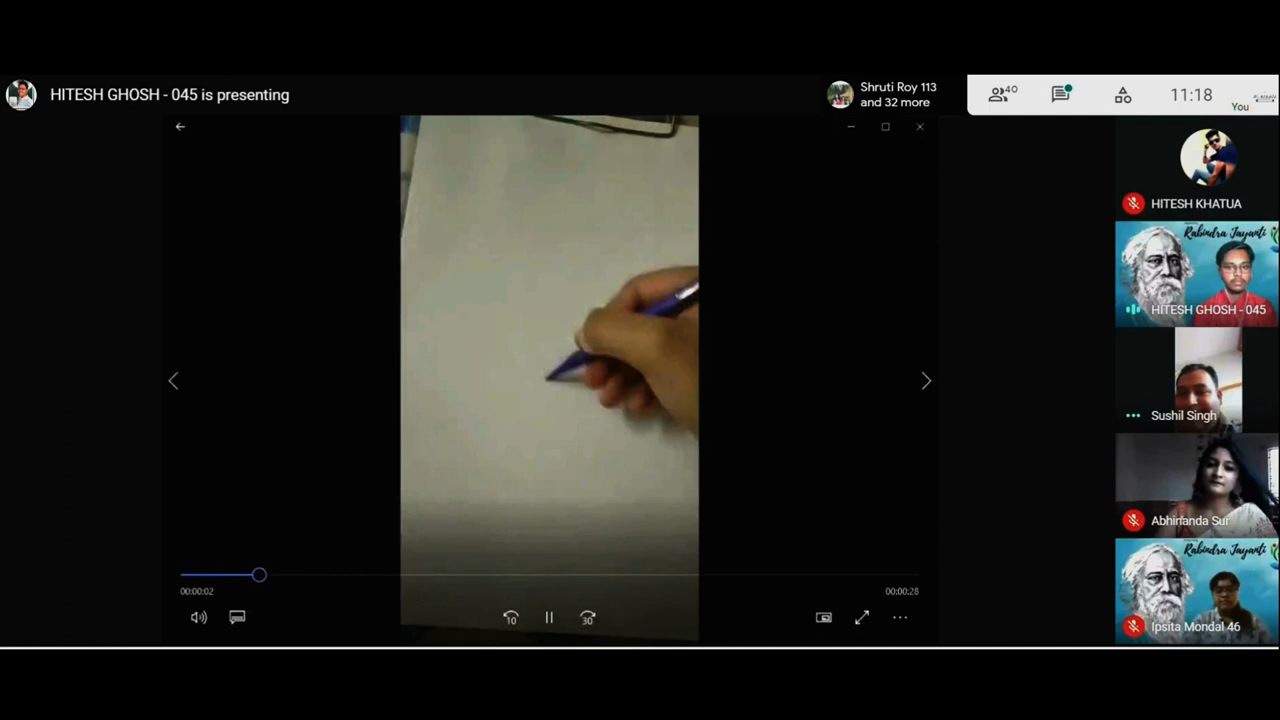 HITESH GHOSH - 045 is presenting
Shruti Roy 113
and 32 more
40
11:18
You
HITESH KHATUA
Rabindra Jayanti
HITESH GHOSH - 045
Sushil Singh
Abhinanda Sur
Rabindra Jayanti
Ipsita Mondal 46
00:00:02
00:00:28
10
30